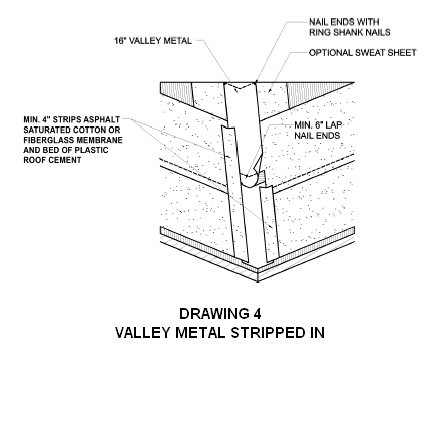 NAIL ENDS WITH
RING SHANK NAILS
16" VALLEY METAL
OPTIONAL SWEAT SHEET
MIN. 4" STRIPS ASPHALT
SATURATED COTTON OR
FIBERGLASS MEMBRANE
AND BED OF PLASTIC
ROOF CEMENT
MIN. 6" LAP
NAIL ENDS
DRAWING 4
VALLEY METAL STRIPPED IN